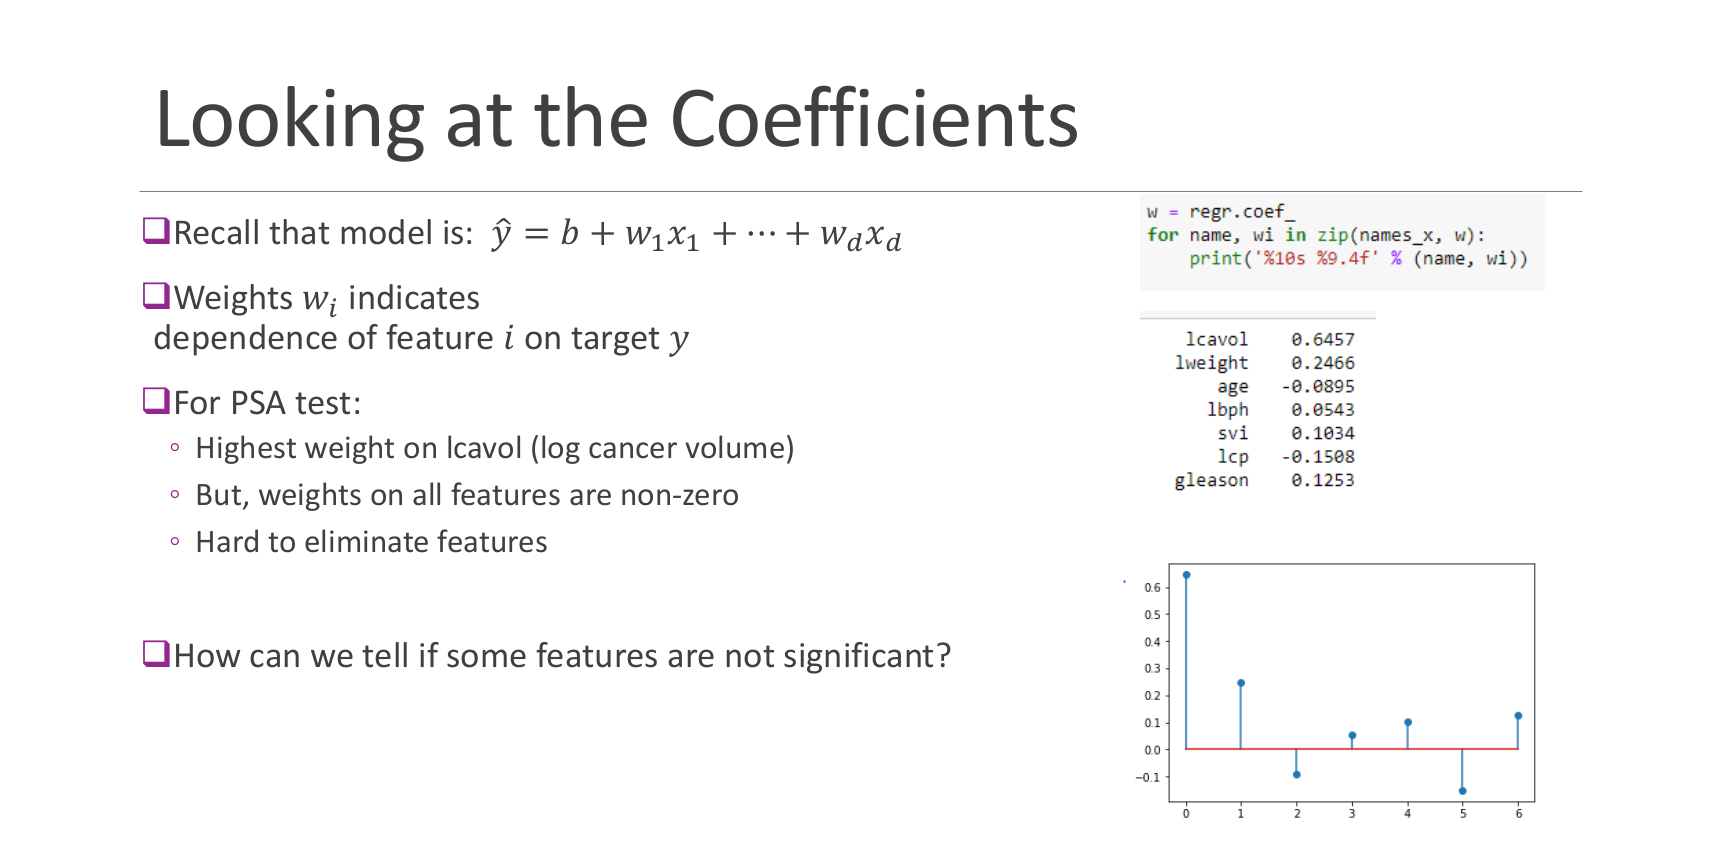 Looking at the Coefficients
❑Recall that model is: ŷ = b + w₁x₁ + ⋯ + w_d x_d
❑Weights wᵢ indicates
dependence of feature i on target y
❑For PSA test:
◦ Highest weight on lcavol (log cancer volume)
◦ But, weights on all features are non-zero
◦ Hard to eliminate features
❑How can we tell if some features are not significant?
w = regr.coef_
for name, wi in zip(names_x, w):
    print('%10s %9.4f' % (name, wi))
lcavol 0.6457
lweight 0.2466
age -0.0895
lbph 0.0543
svi 0.1034
lcp -0.1508
gleason 0.1253
0.6
0.5
0.4
0.3
0.2
0.1
0.0
−0.1
0 1 2 3 4 5 6